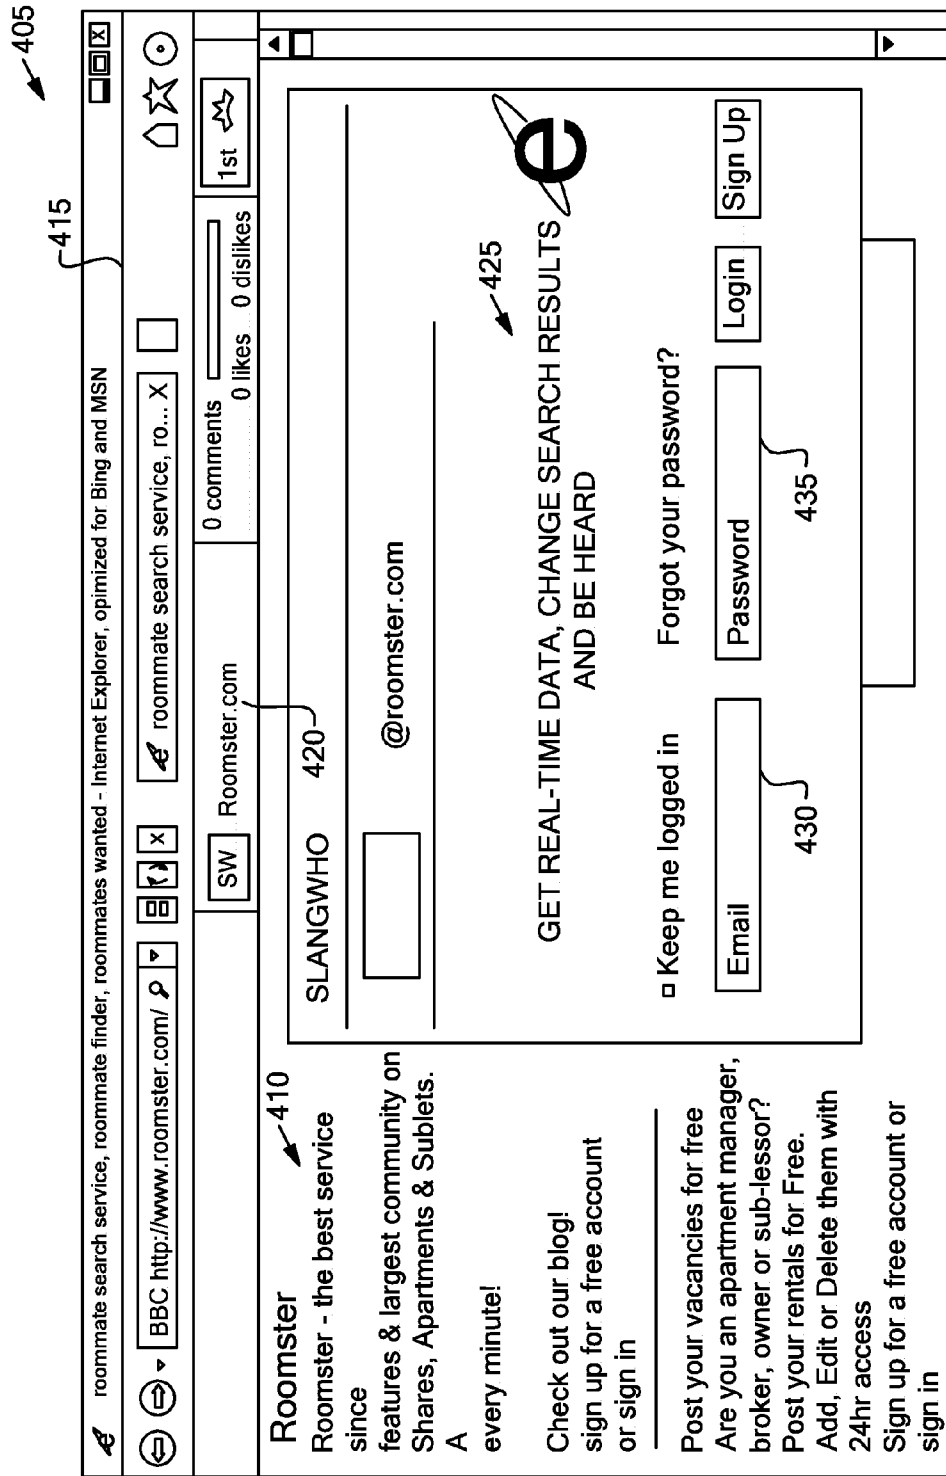 405
415
roommate search service, roommate finder, roommates wanted - Internet Explorer, opimized for Bing and MSN
X
BBC http://www.roomster.com/
X
roommate search service, ro... X
SW
Roomster.com
0 comments
0 likes 0 dislikes
1st
Roomster
410
Roomster - the best service
since
features & largest community on
Shares, Apartments & Sublets.
A
every minute!
Check out our blog!
sign up for a free account
or sign in
Post your vacancies for free
Are you an apartment manager,
broker, owner or sub-lessor?
Post your rentals for Free.
Add, Edit or Delete them with
24hr access
Sign up for a free account or
sign in
SLANGWHO
420
@roomster.com
425
GET REAL-TIME DATA, CHANGE SEARCH RESULTS
AND BE HEARD
e
Keep me logged in
Forgot your password?
Email
Password
Login
Sign Up
430
435